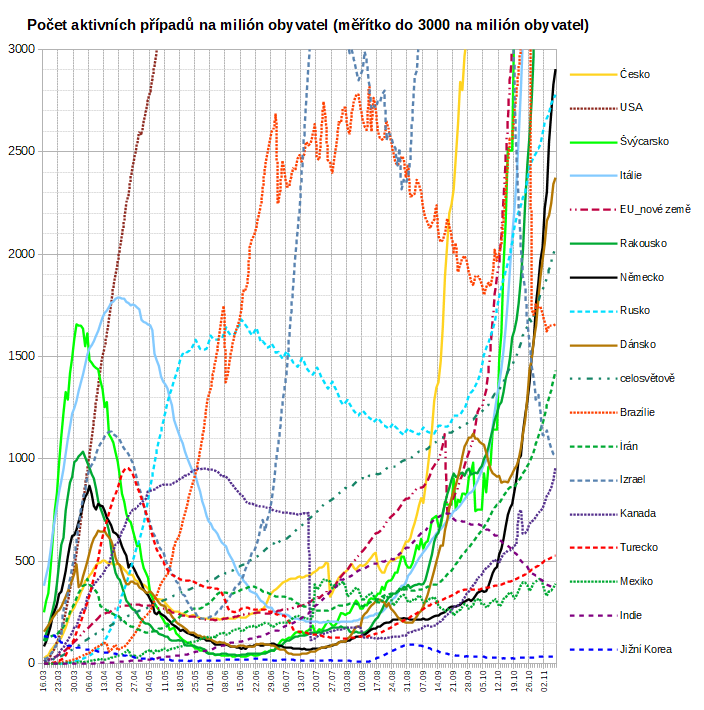 Počet aktivních případů na milión obyvatel (měřítko do 3000 na milión obyvatel)
3000
2500
2000
1500
1000
500
0
Česko
USA
Švýcarsko
Itálie
EU_nové země
Rakousko
Německo
Rusko
Dánsko
celosvětově
Brazílie
Írán
Izrael
Kanada
Turecko
Mexiko
Indie
Jižní Korea
16.03
23.03
30.03
06.04
13.04
20.04
27.04
04.05
11.05
18.05
25.05
01.06
08.06
15.06
22.06
29.06
06.07
13.07
20.07
27.07
03.08
10.08
17.08
24.08
31.08
07.09
14.09
21.09
28.09
05.10
12.10
19.10
26.10
02.11